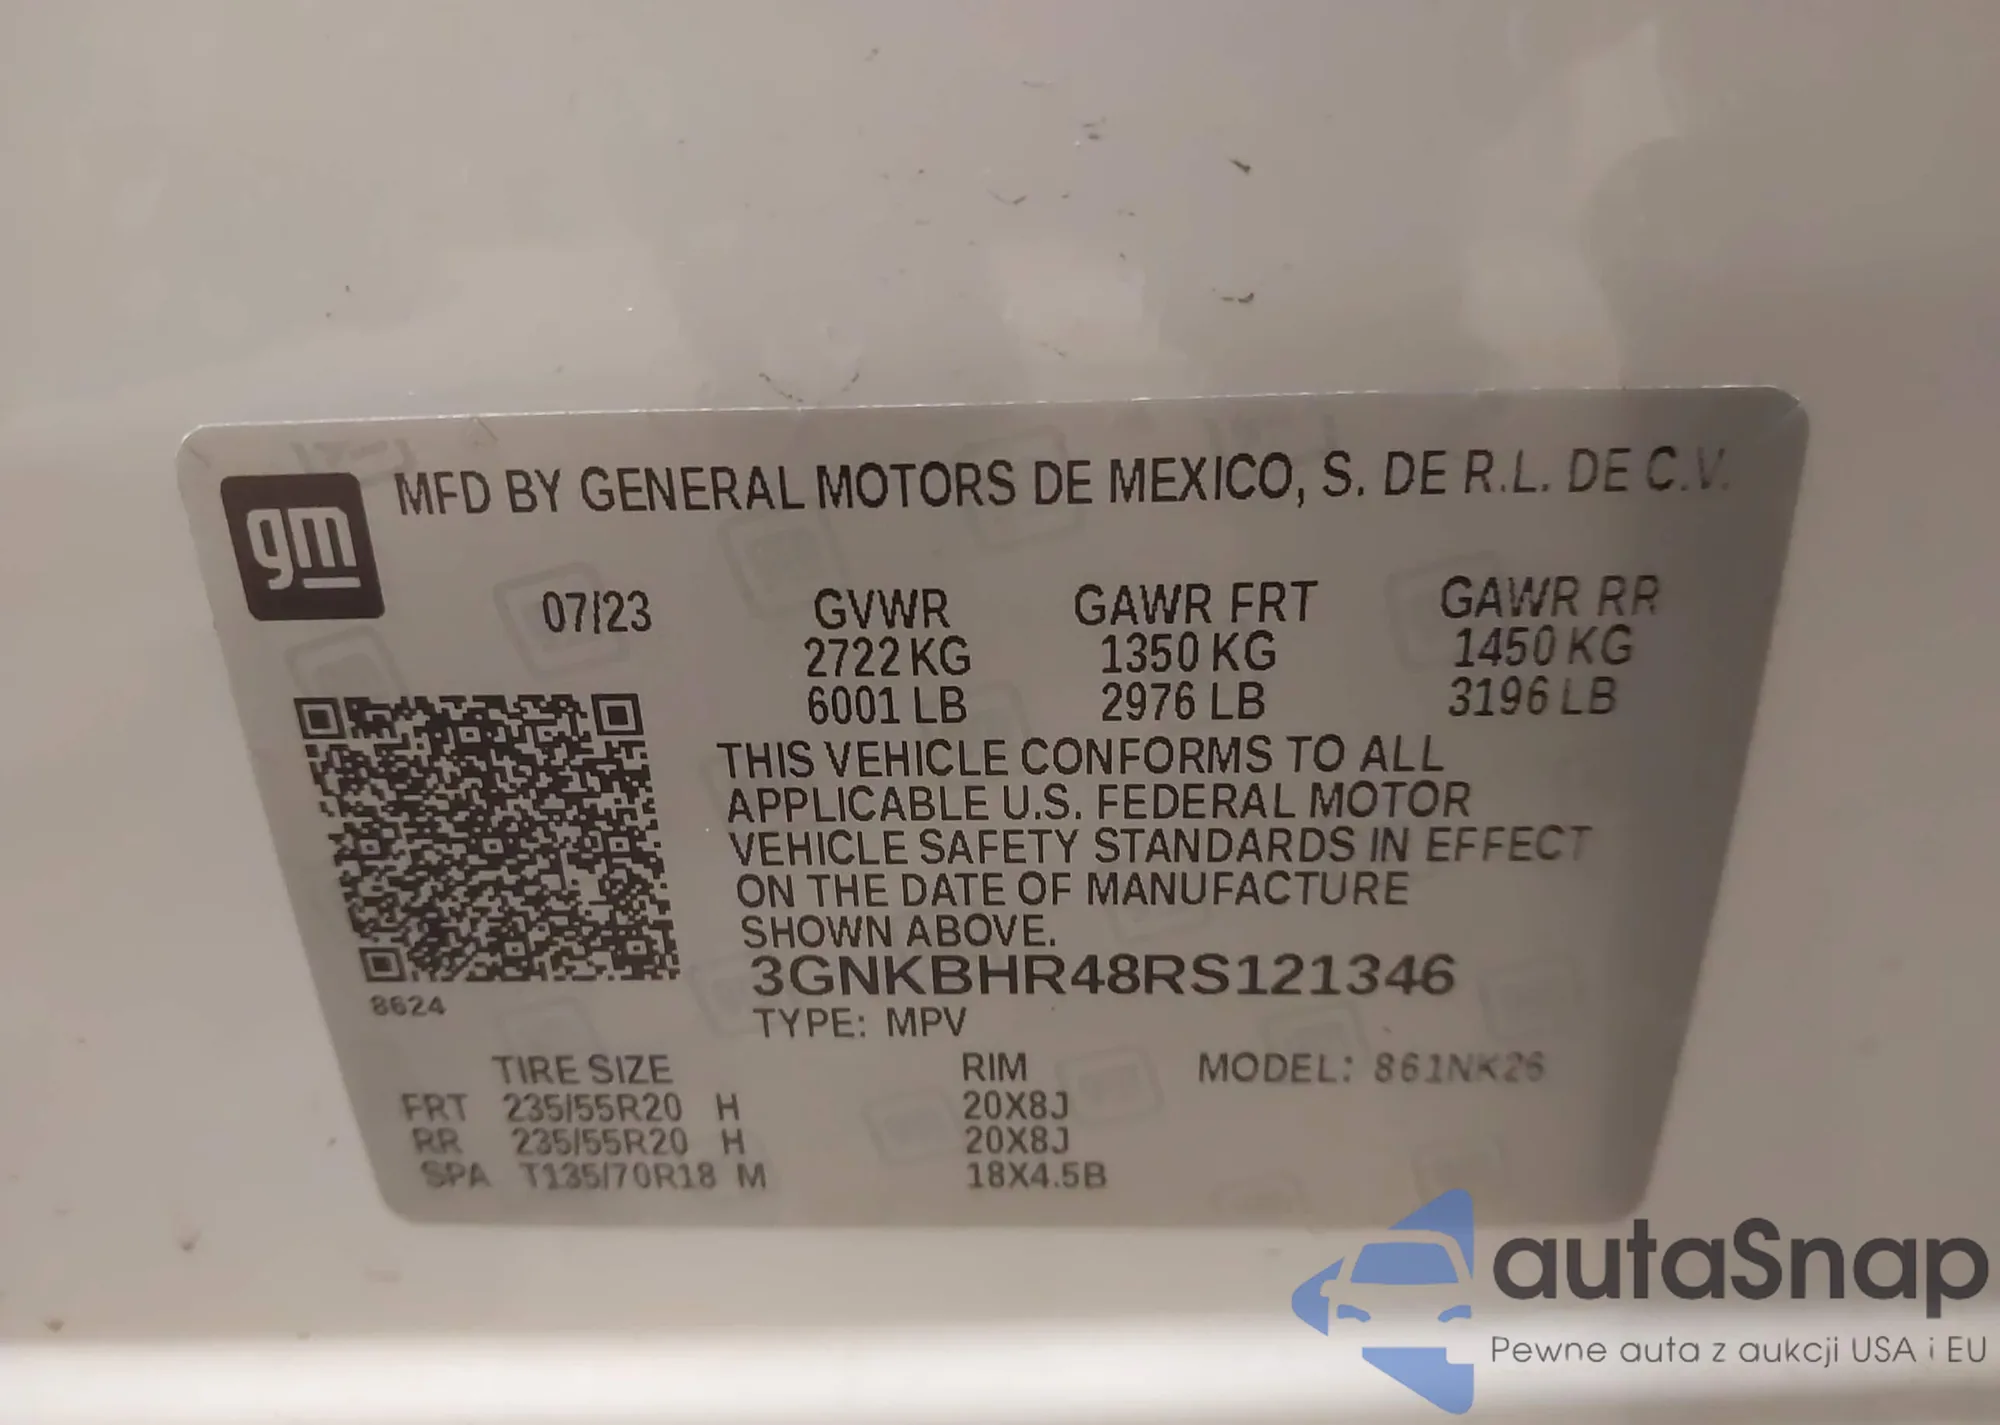 gm
MFD BY GENERAL MOTORS DE MEXICO, S. DE R.L. DE C.V.
07/23 GVWR GAWR FRT GAWR RR
2722 KG 1350 KG 1450 KG
6001 LB 2976 LB 3196 LB
THIS VEHICLE CONFORMS TO ALL
APPLICABLE U.S. FEDERAL MOTOR
VEHICLE SAFETY STANDARDS IN EFFECT
ON THE DATE OF MANUFACTURE
SHOWN ABOVE.
3GNKBHR48RS121346
8624
TYPE: MPV
TIRE SIZE RIM MODEL: 861NK26
FRT 235/55R20 H 20X8J
RR 235/55R20 H 20X8J
SPA T135/70R18 M 18X4.5B
autaSnap
Pewne auta z aukcji USA i EU